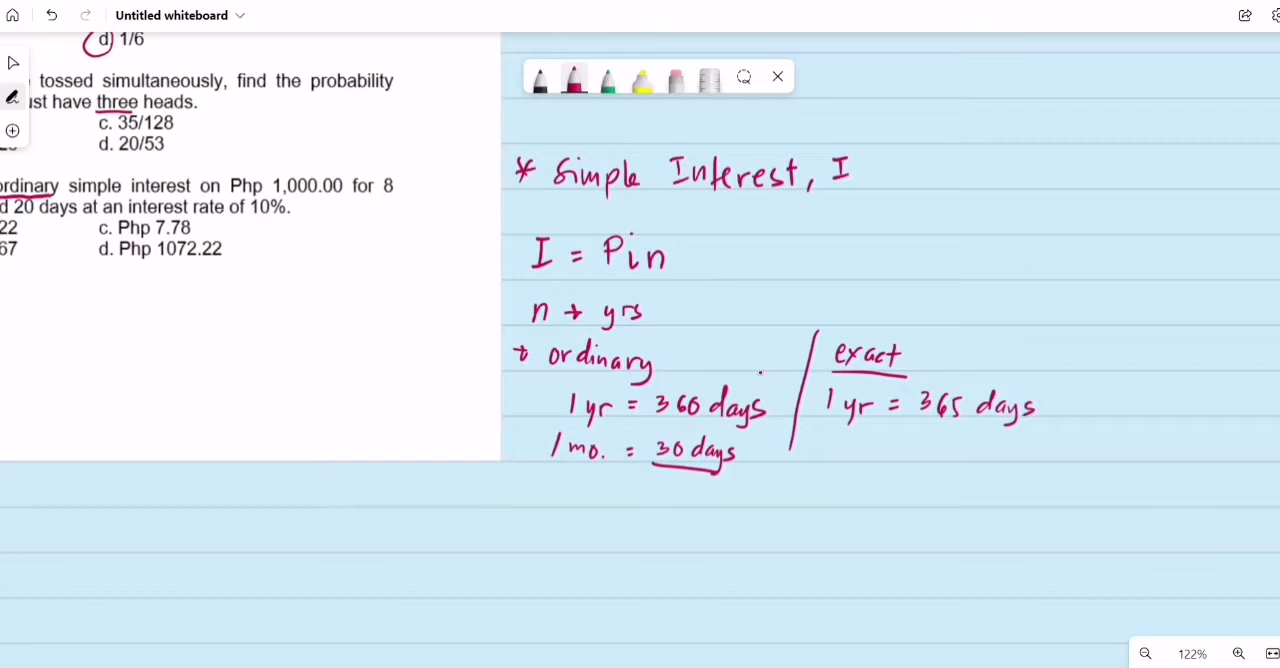 Untitled whiteboard
d) 1/6
tossed simultaneously, find the probability
ust have three heads.
c. 35/128
d. 20/53
ordinary simple interest on Php 1,000.00 for 8
d 20 days at an interest rate of 10%.
22 c. Php 7.78
67 d. Php 1072.22
* Simple Interest, I
I = Pin
n → yrs
→ ordinary
1 yr = 360 days
1 mo. = 30 days
exact
1 yr = 365 days
122%